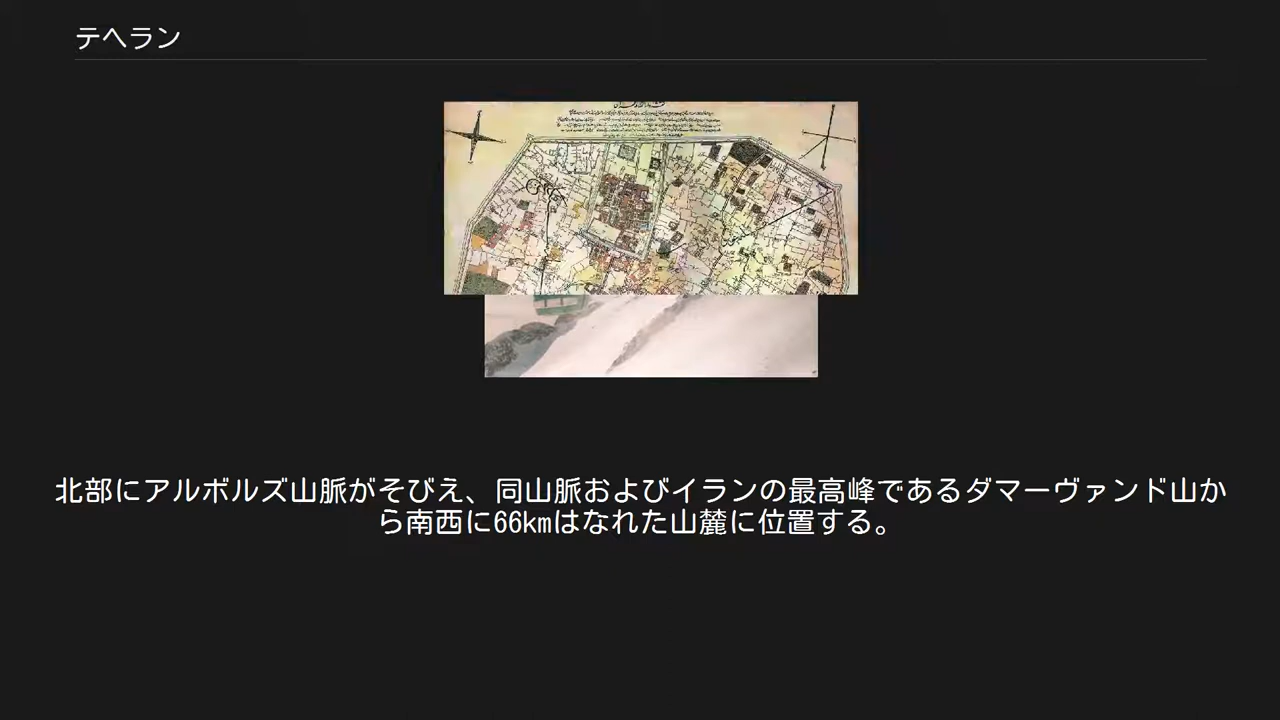 テヘラン
北部にアルボルズ山脈がそびえ、同山脈およびイランの最高峰であるダマーヴァンド山か
ら南西に66kmはなれた山麓に位置する。